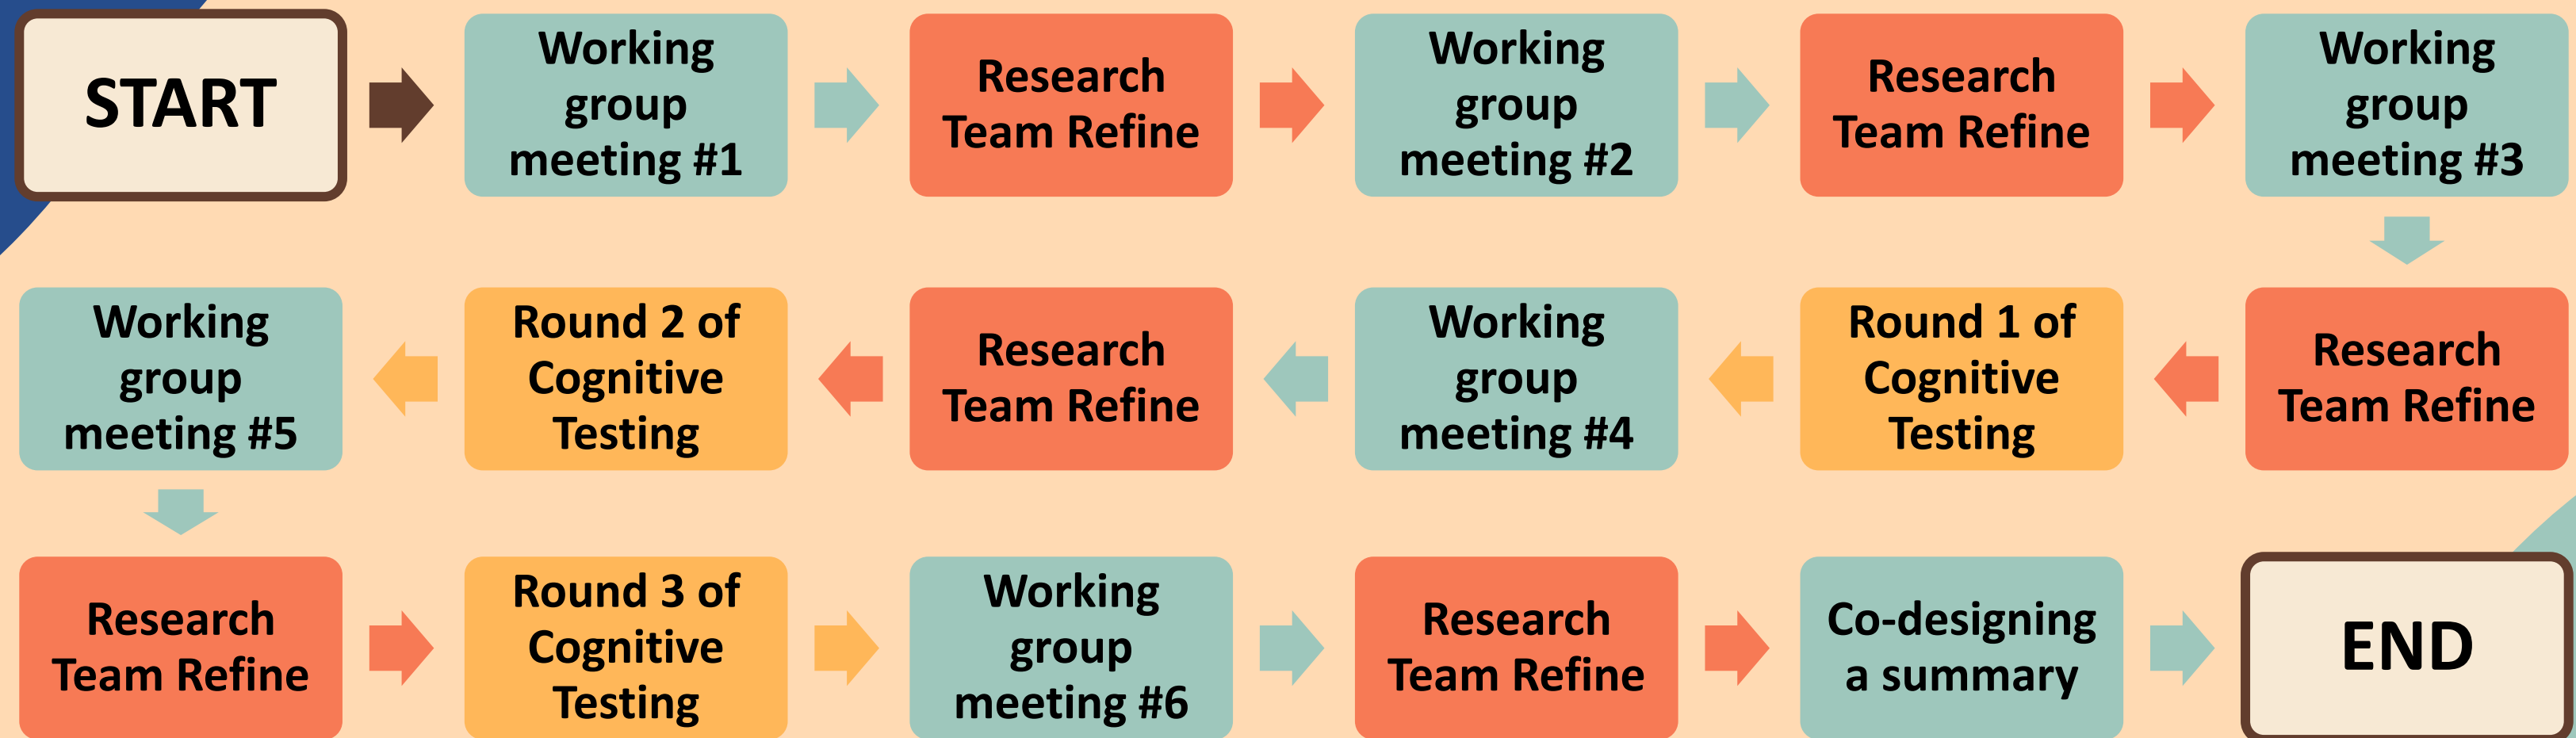 START
Working
group
meeting #1
Research
Team Refine
Working
group
meeting #2
Research
Team Refine
Working
group
meeting #3
Research
Team Refine
Round 1 of
Cognitive
Testing
Working
group
meeting #4
Research
Team Refine
Round 2 of
Cognitive
Testing
Working
group
meeting #5
Research
Team Refine
Round 3 of
Cognitive
Testing
Working
group
meeting #6
Research
Team Refine
Co-designing
a summary
END